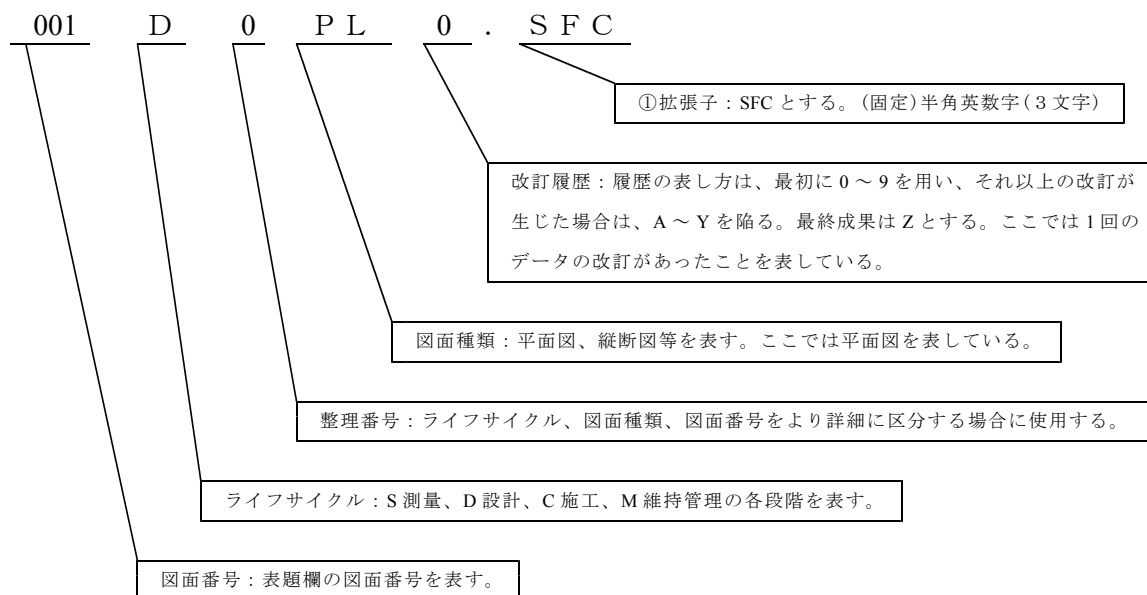 001 D 0 ＰＬ 0 . ＳＦＣ
①拡張子：SFC とする。(固定)半角英数字(３文字)
改訂履歴：履歴の表し方は、最初に 0 ～ 9 を用い、それ以上の改訂が
生じた場合は、A ～ Y を陥る。最終成果は Z とする。ここでは 1 回の
データの改訂があったことを表している。
図面種類：平面図、縦断図等を表す。ここでは平面図を表している。
整理番号：ライフサイクル、図面種類、図面番号をより詳細に区分する場合に使用する。
ライフサイクル：S 測量、D 設計、C 施工、M 維持管理の各段階を表す。
図面番号：表題欄の図面番号を表す。